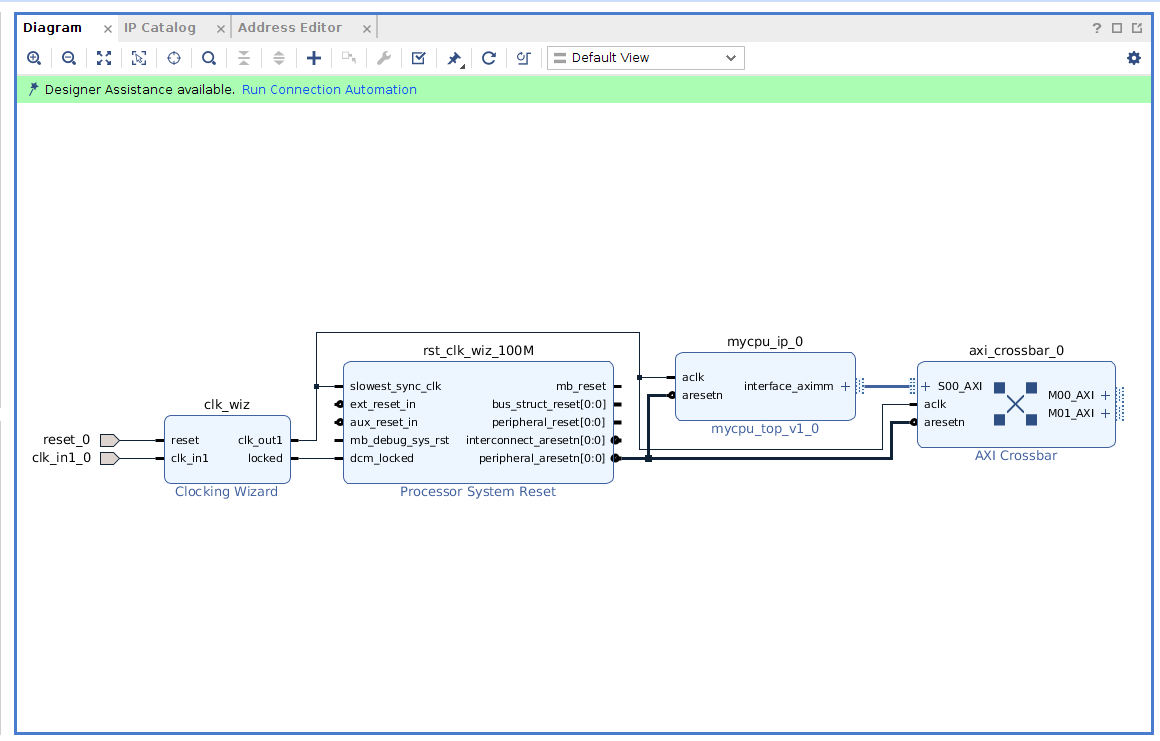 Diagram × IP Catalog × Address Editor ×
?
Default View
Designer Assistance available. Run Connection Automation
reset_0
clk_in1_0
clk_wiz
reset
clk_in1
clk_out1
locked
Clocking Wizard
rst_clk_wiz_100M
slowest_sync_clk
ext_reset_in
aux_reset_in
mb_debug_sys_rst
dcm_locked
mb_reset
bus_struct_reset[0:0]
peripheral_reset[0:0]
interconnect_aresetn[0:0]
peripheral_aresetn[0:0]
Processor System Reset
mycpu_ip_0
aclk
aresetn
interface_aximm +
mycpu_top_v1_0
axi_crossbar_0
+ S00_AXI
aclk
aresetn
M00_AXI +
M01_AXI +
AXI Crossbar